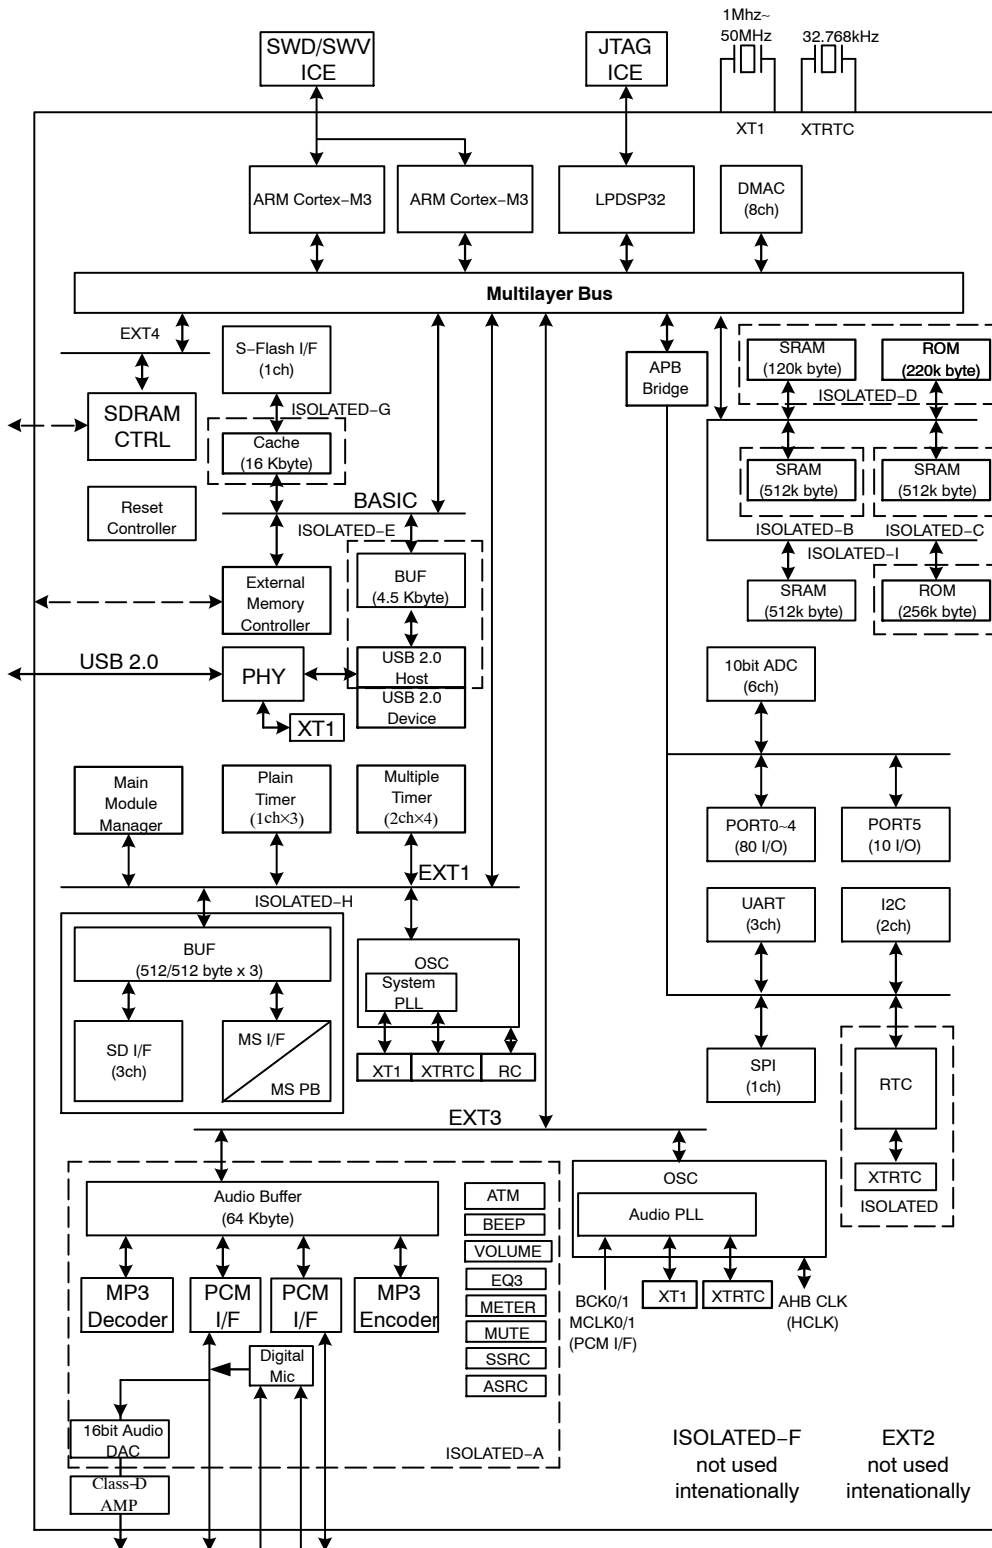 1Mhz~
50MHz
32.768kHz
SWD/SWV
ICE
JTAG
ICE
XT1
XTRTC
ARM Cortex−M3
ARM Cortex−M3
LPDSP32
DMAC
(8ch)
Multilayer Bus
EXT4
S−Flash I/F
(1ch)
APB
Bridge
SRAM
(120k byte)
ROM
(220k byte)
ISOLATED−D
SDRAM
CTRL
ISOLATED−G
Cache
(16 Kbyte)
SRAM
(512k byte)
SRAM
(512k byte)
Reset
Controller
BASIC
ISOLATED−E
ISOLATED−B
ISOLATED−C
ISOLATED−I
External
Memory
Controller
BUF
(4.5 Kbyte)
SRAM
(512k byte)
ROM
(256k byte)
USB 2.0
PHY
USB 2.0
Host
USB 2.0
Device
XT1
10bit ADC
(6ch)
Main
Module
Manager
Plain
Timer
(1ch×3)
Multiple
Timer
(2ch×4)
PORT0~4
(80 I/O)
PORT5
(10 I/O)
EXT1
ISOLATED−H
UART
(3ch)
I2C
(2ch)
BUF
(512/512 byte x 3)
OSC
System
PLL
SD I/F
(3ch)
MS I/F
MS PB
XT1
XTRTC
RC
SPI
(1ch)
RTC
XTRTC
ISOLATED
EXT3
Audio Buffer
(64 Kbyte)
ATM
BEEP
VOLUME
EQ3
METER
MUTE
SSRC
ASRC
OSC
Audio PLL
MP3
Decoder
PCM
I/F
PCM
I/F
MP3
Encoder
BCK0/1
MCLK0/1
(PCM I/F)
XT1
XTRTC
AHB CLK
(HCLK)
Digital
Mic
16bit Audio
DAC
ISOLATED−A
Class−D
AMP
ISOLATED−F
not used
intenationally
EXT2
not used
intenationally